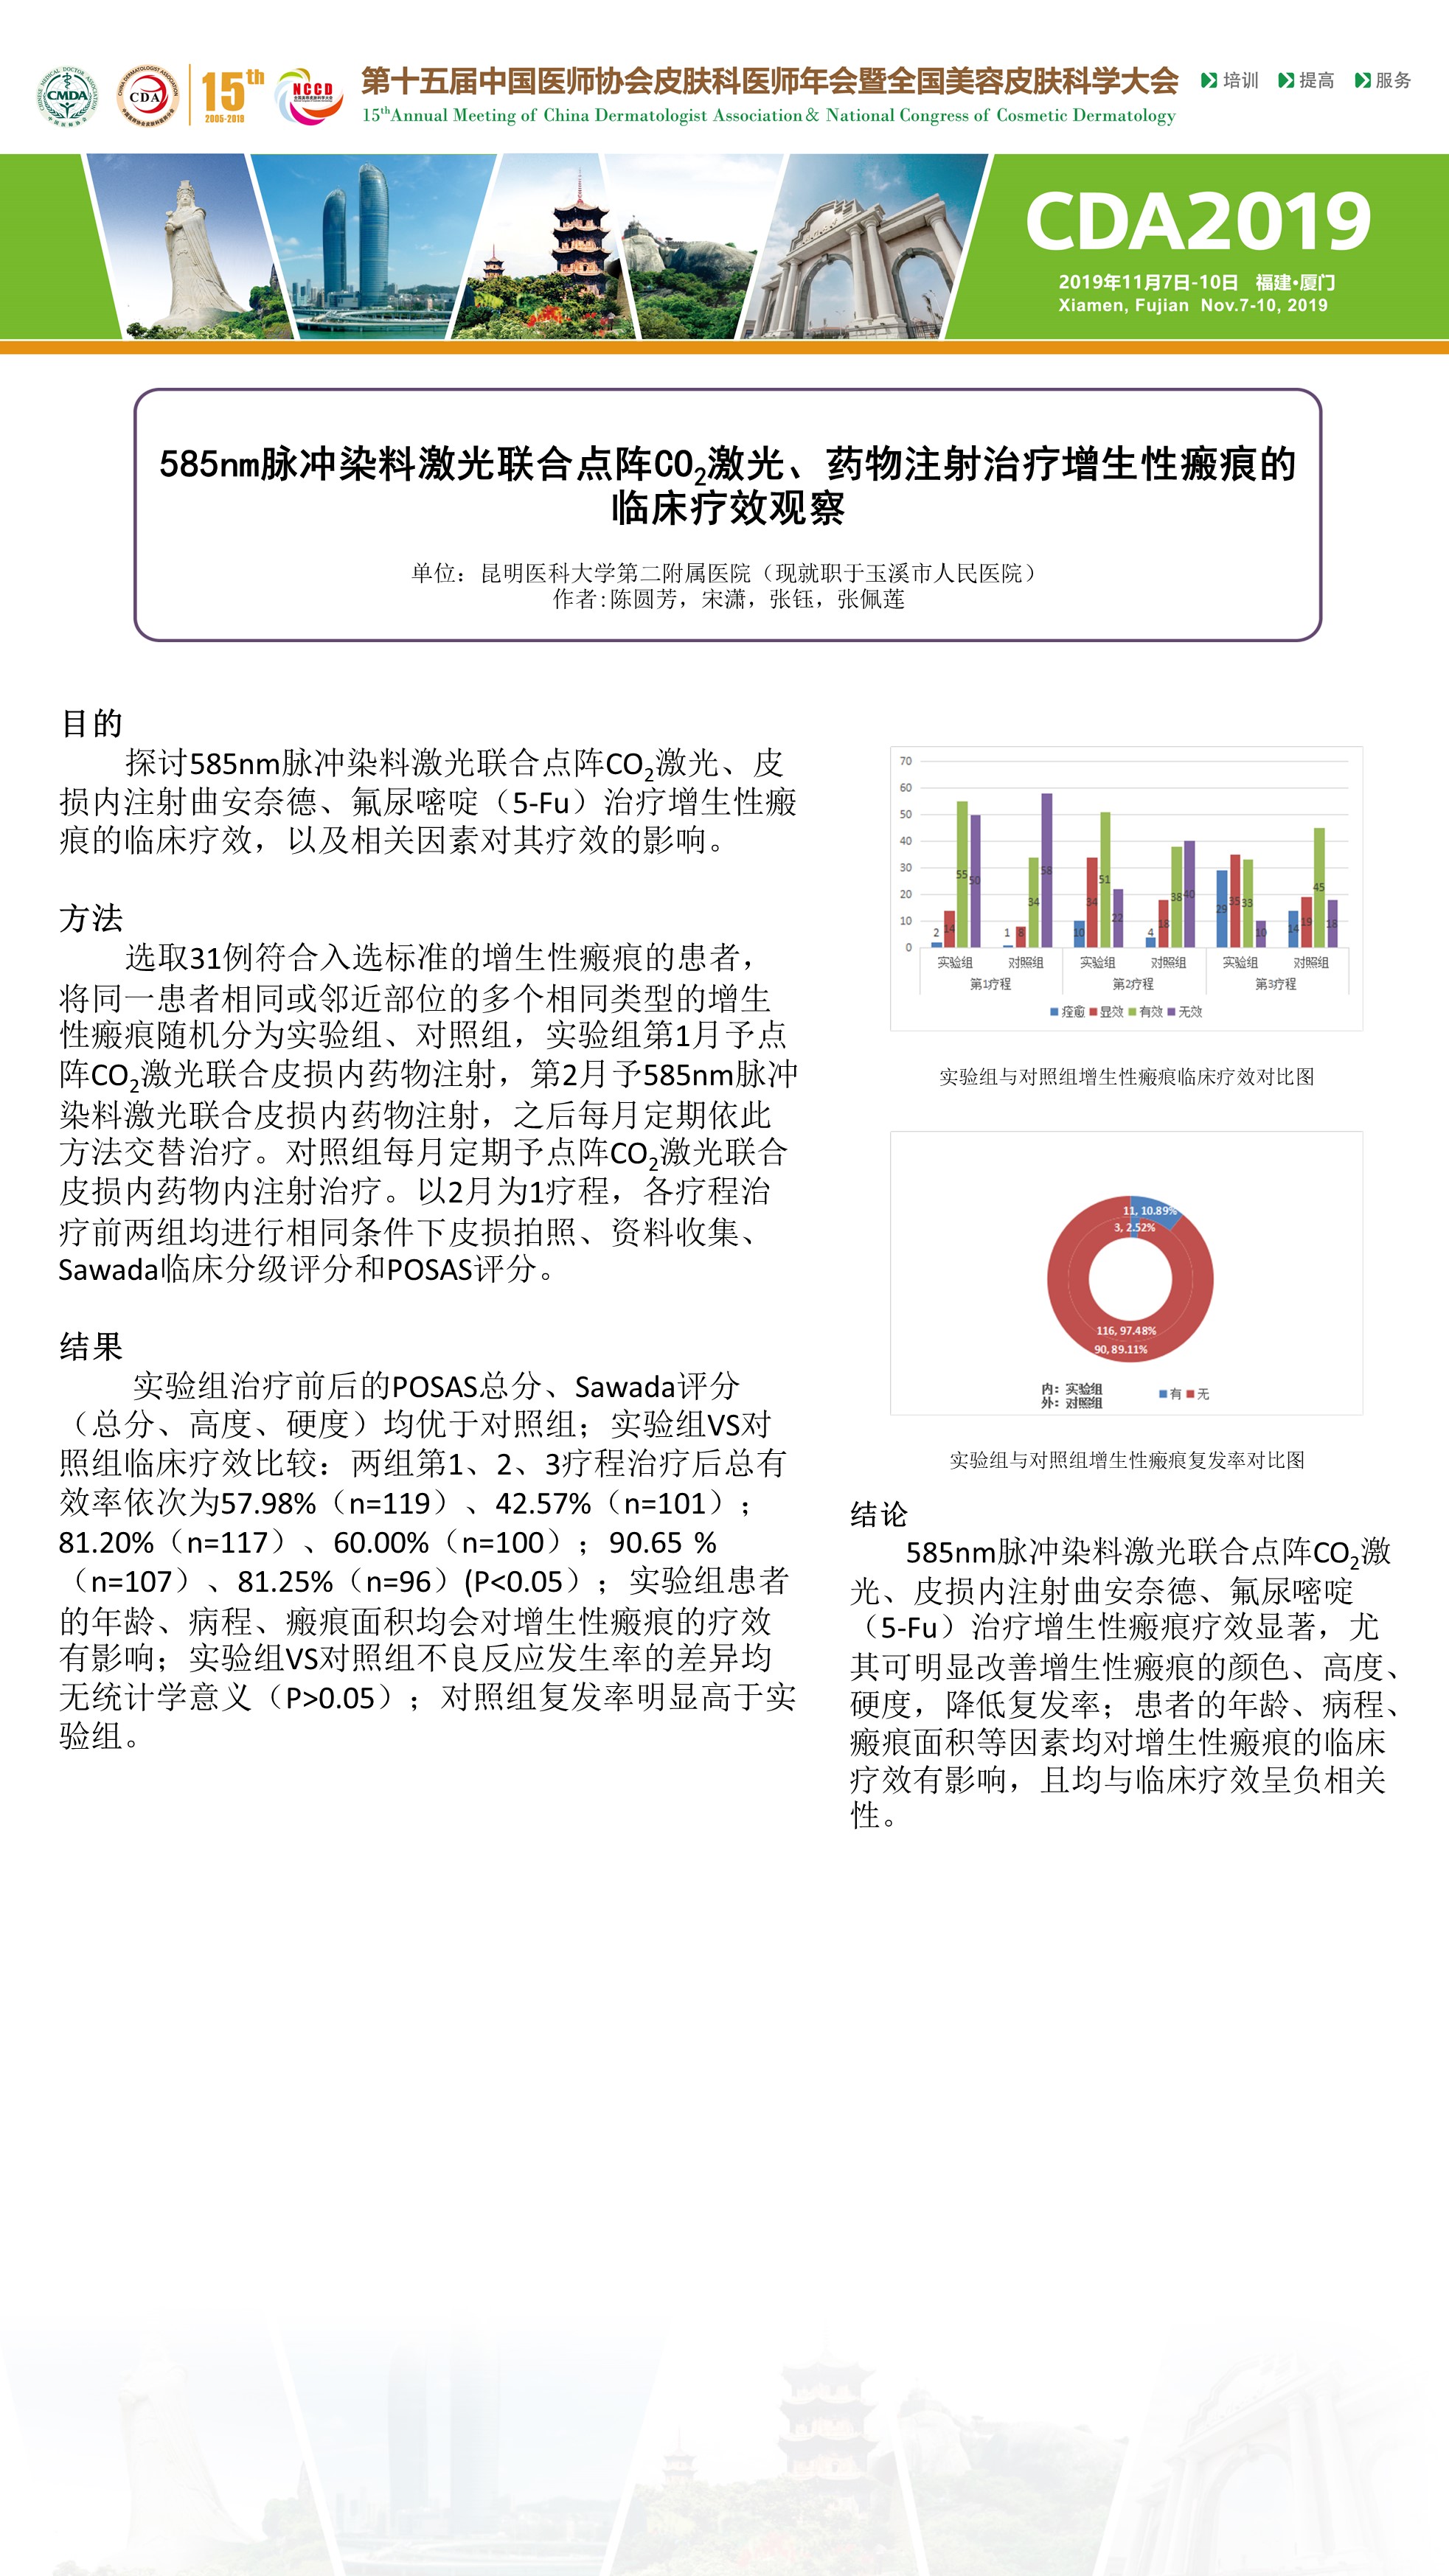 CMDA
CDA
15th
2005-2019
NCCD
第十五届中国医师协会皮肤科医师年会暨全国美容皮肤科学大会
15thAnnual Meeting of China Dermatologist Association& National Congress of Cosmetic Dermatology
培训 提高 服务
CDA2019
2019年11月7日-10日 福建•厦门
Xiamen, Fujian Nov.7-10, 2019
585nm脉冲染料激光联合点阵CO2激光、药物注射治疗增生性瘢痕的
临床疗效观察
单位：昆明医科大学第二附属医院（现就职于玉溪市人民医院）
作者:陈圆芳，宋潇，张钰，张佩莲
目的
探讨585nm脉冲染料激光联合点阵CO2激光、皮
损内注射曲安奈德、氟尿嘧啶（5-Fu）治疗增生性瘢
痕的临床疗效，以及相关因素对其疗效的影响。
方法
选取31例符合入选标准的增生性瘢痕的患者，
将同一患者相同或邻近部位的多个相同类型的增生
性瘢痕随机分为实验组、对照组，实验组第1月予点
阵CO2激光联合皮损内药物注射，第2月予585nm脉冲
染料激光联合皮损内药物注射，之后每月定期依此
方法交替治疗。对照组每月定期予点阵CO2激光联合
皮损内药物内注射治疗。以2月为1疗程，各疗程治
疗前两组均进行相同条件下皮损拍照、资料收集、
Sawada临床分级评分和POSAS评分。
结果
实验组治疗前后的POSAS总分、Sawada评分
（总分、高度、硬度）均优于对照组；实验组VS对
照组临床疗效比较：两组第1、2、3疗程治疗后总有
效率依次为57.98%（n=119）、42.57%（n=101）；
81.20%（n=117）、60.00%（n=100）；90.65 %
（n=107）、81.25%（n=96）(P<0.05）；实验组患者
的年龄、病程、瘢痕面积均会对增生性瘢痕的疗效
有影响；实验组VS对照组不良反应发生率的差异均
无统计学意义（P>0.05）；对照组复发率明显高于实
验组。
70
60
50
40
30
20
10
0
2 14 55 50 1 8 34 58 10 34 51 22 4 18 38 40 29 35 33 10 14 19 45 18
实验组 对照组 实验组 对照组 实验组 对照组
第1疗程 第2疗程 第3疗程
痊愈 显效 有效 无效
实验组与对照组增生性瘢痕临床疗效对比图
11, 10.89%
3, 2.52%
116, 97.48%
90, 89.11%
内：实验组
外：对照组
有 无
实验组与对照组增生性瘢痕复发率对比图
结论
585nm脉冲染料激光联合点阵CO2激
光、皮损内注射曲安奈德、氟尿嘧啶
（5-Fu）治疗增生性瘢痕疗效显著，尤
其可明显改善增生性瘢痕的颜色、高度、
硬度，降低复发率；患者的年龄、病程、
瘢痕面积等因素均对增生性瘢痕的临床
疗效有影响，且均与临床疗效呈负相关
性。